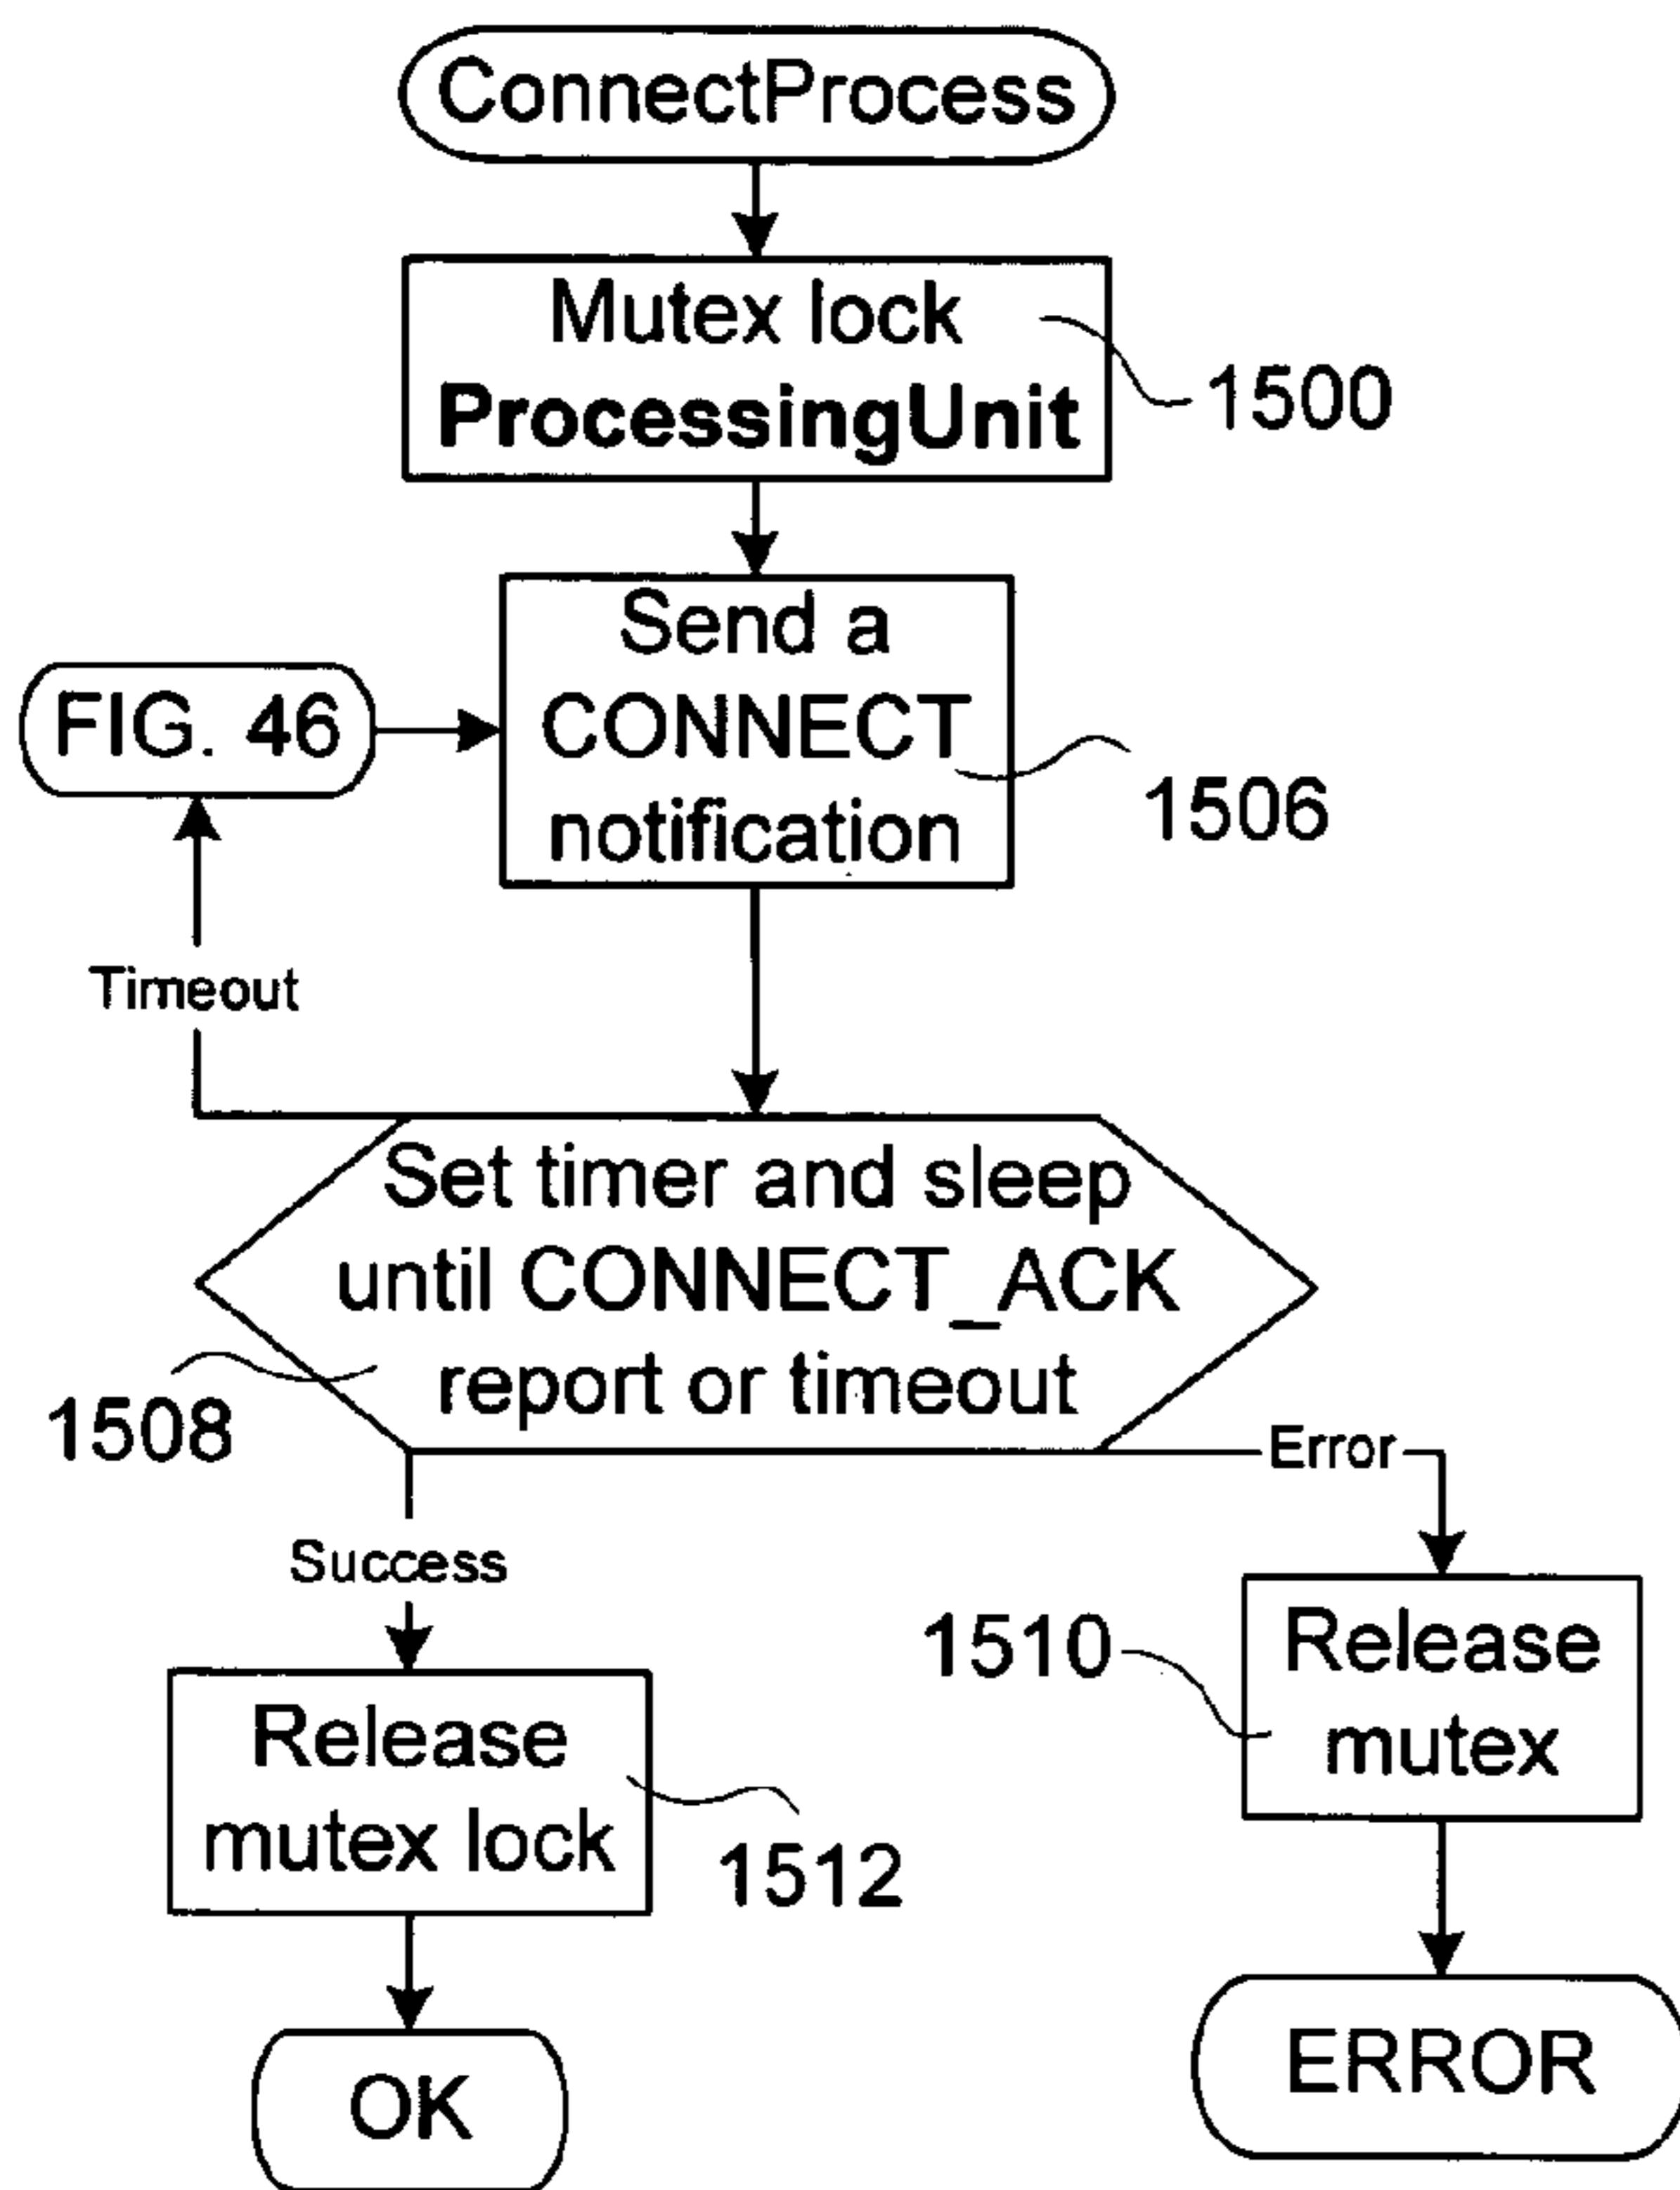 ConnectProcess
Mutex lock
ProcessingUnit
1500
Send a
CONNECT
notification
1506
FIG. 46
Timeout
Set timer and sleep
until CONNECT_ACK
report or timeout
1508
Error
Success
Release
mutex
1510
Release
mutex lock
1512
OK
ERROR